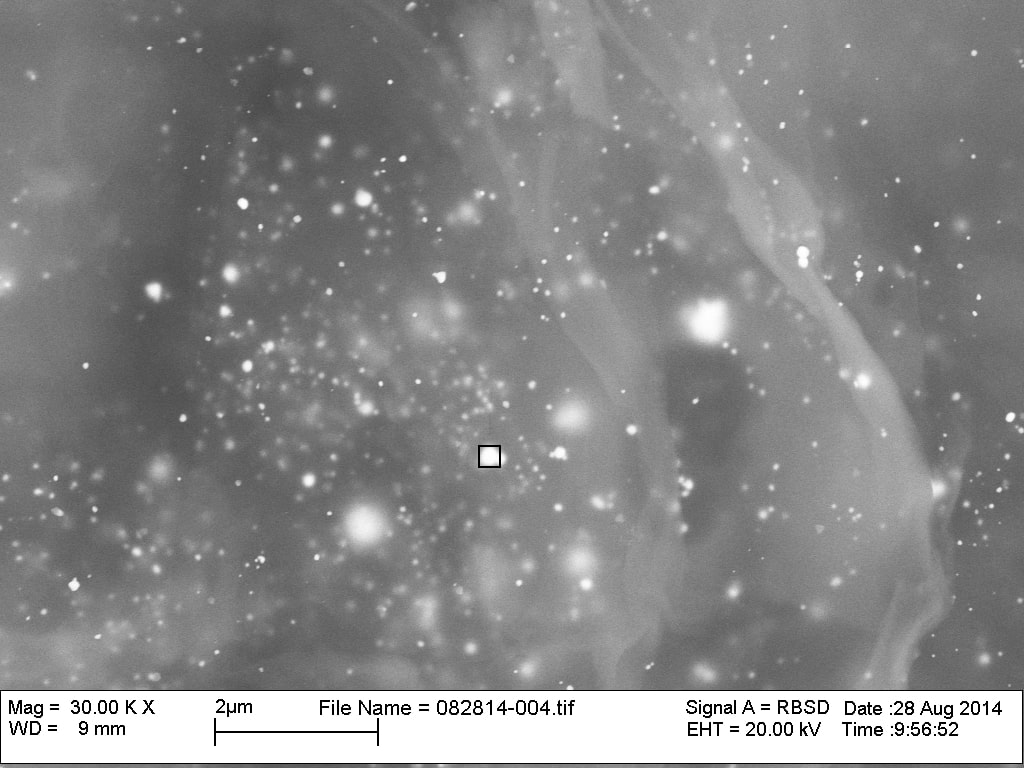 Mag = 30.00 K X 2μm File Name = 082814-004.tif Signal A = RBSD Date :28 Aug 2014
WD = 9 mm EHT = 20.00 kV Time :9:56:52